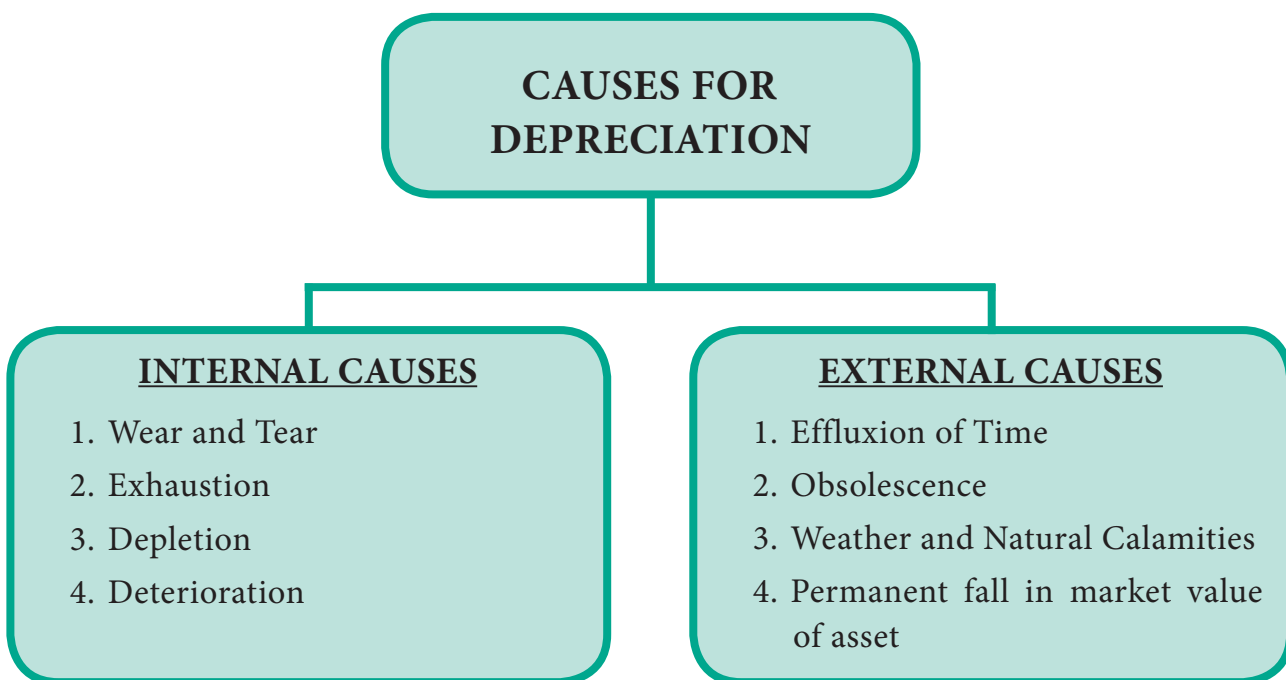 CAUSES FOR
DEPRECIATION
INTERNAL CAUSES
1. Wear and Tear
2. Exhaustion
3. Depletion
4. Deterioration
EXTERNAL CAUSES
1. Effluxion of Time
2. Obsolescence
3. Weather and Natural Calamities
4. Permanent fall in market value
of asset